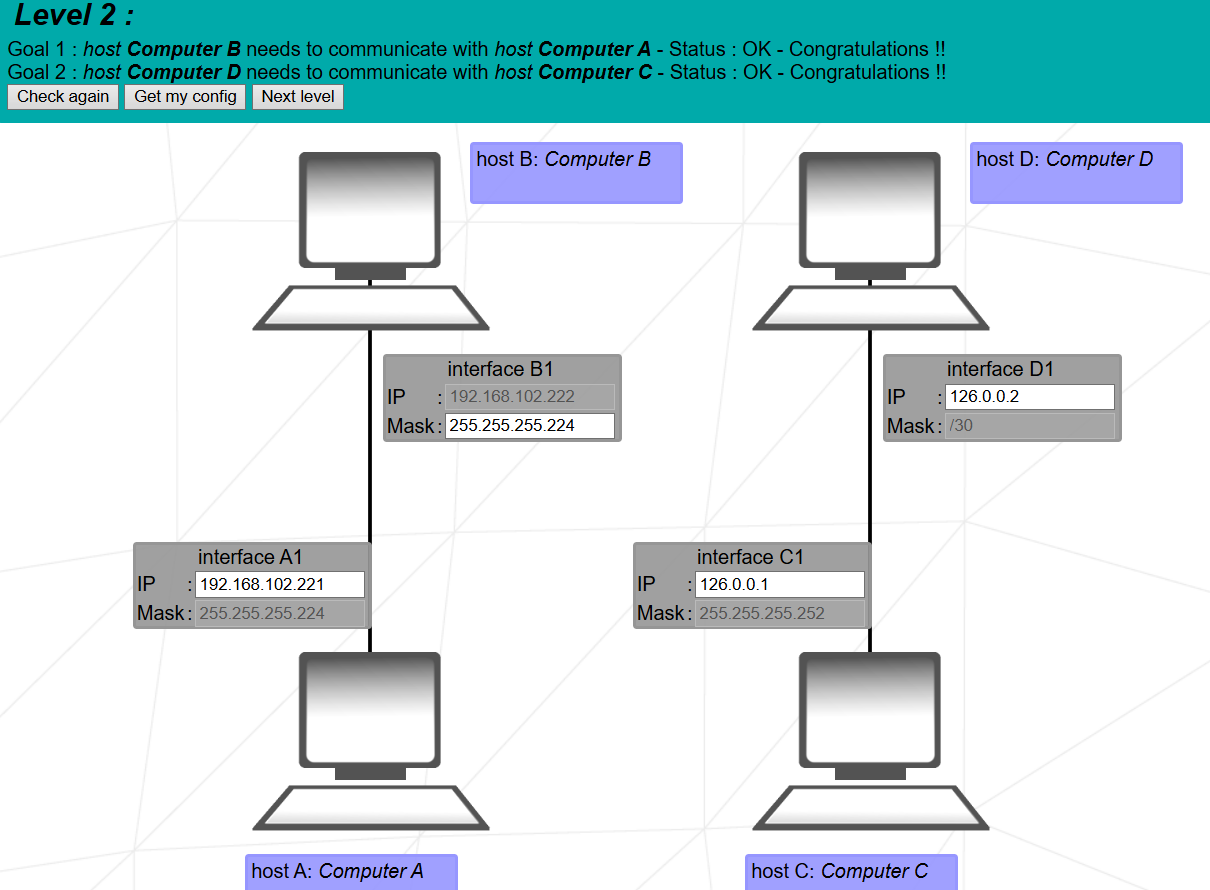 Level 2 :
Goal 1 : host Computer B needs to communicate with host Computer A - Status : OK - Congratulations !!
Goal 2 : host Computer D needs to communicate with host Computer C - Status : OK - Congratulations !!
Check again Get my config Next level
host B: Computer B
host D: Computer D
interface B1
IP : 192.168.102.222
Mask : 255.255.255.224
interface D1
IP : 126.0.0.2
Mask : /30
interface A1
IP : 192.168.102.221
Mask : 255.255.255.224
interface C1
IP : 126.0.0.1
Mask : 255.255.255.252
host A: Computer A
host C: Computer C